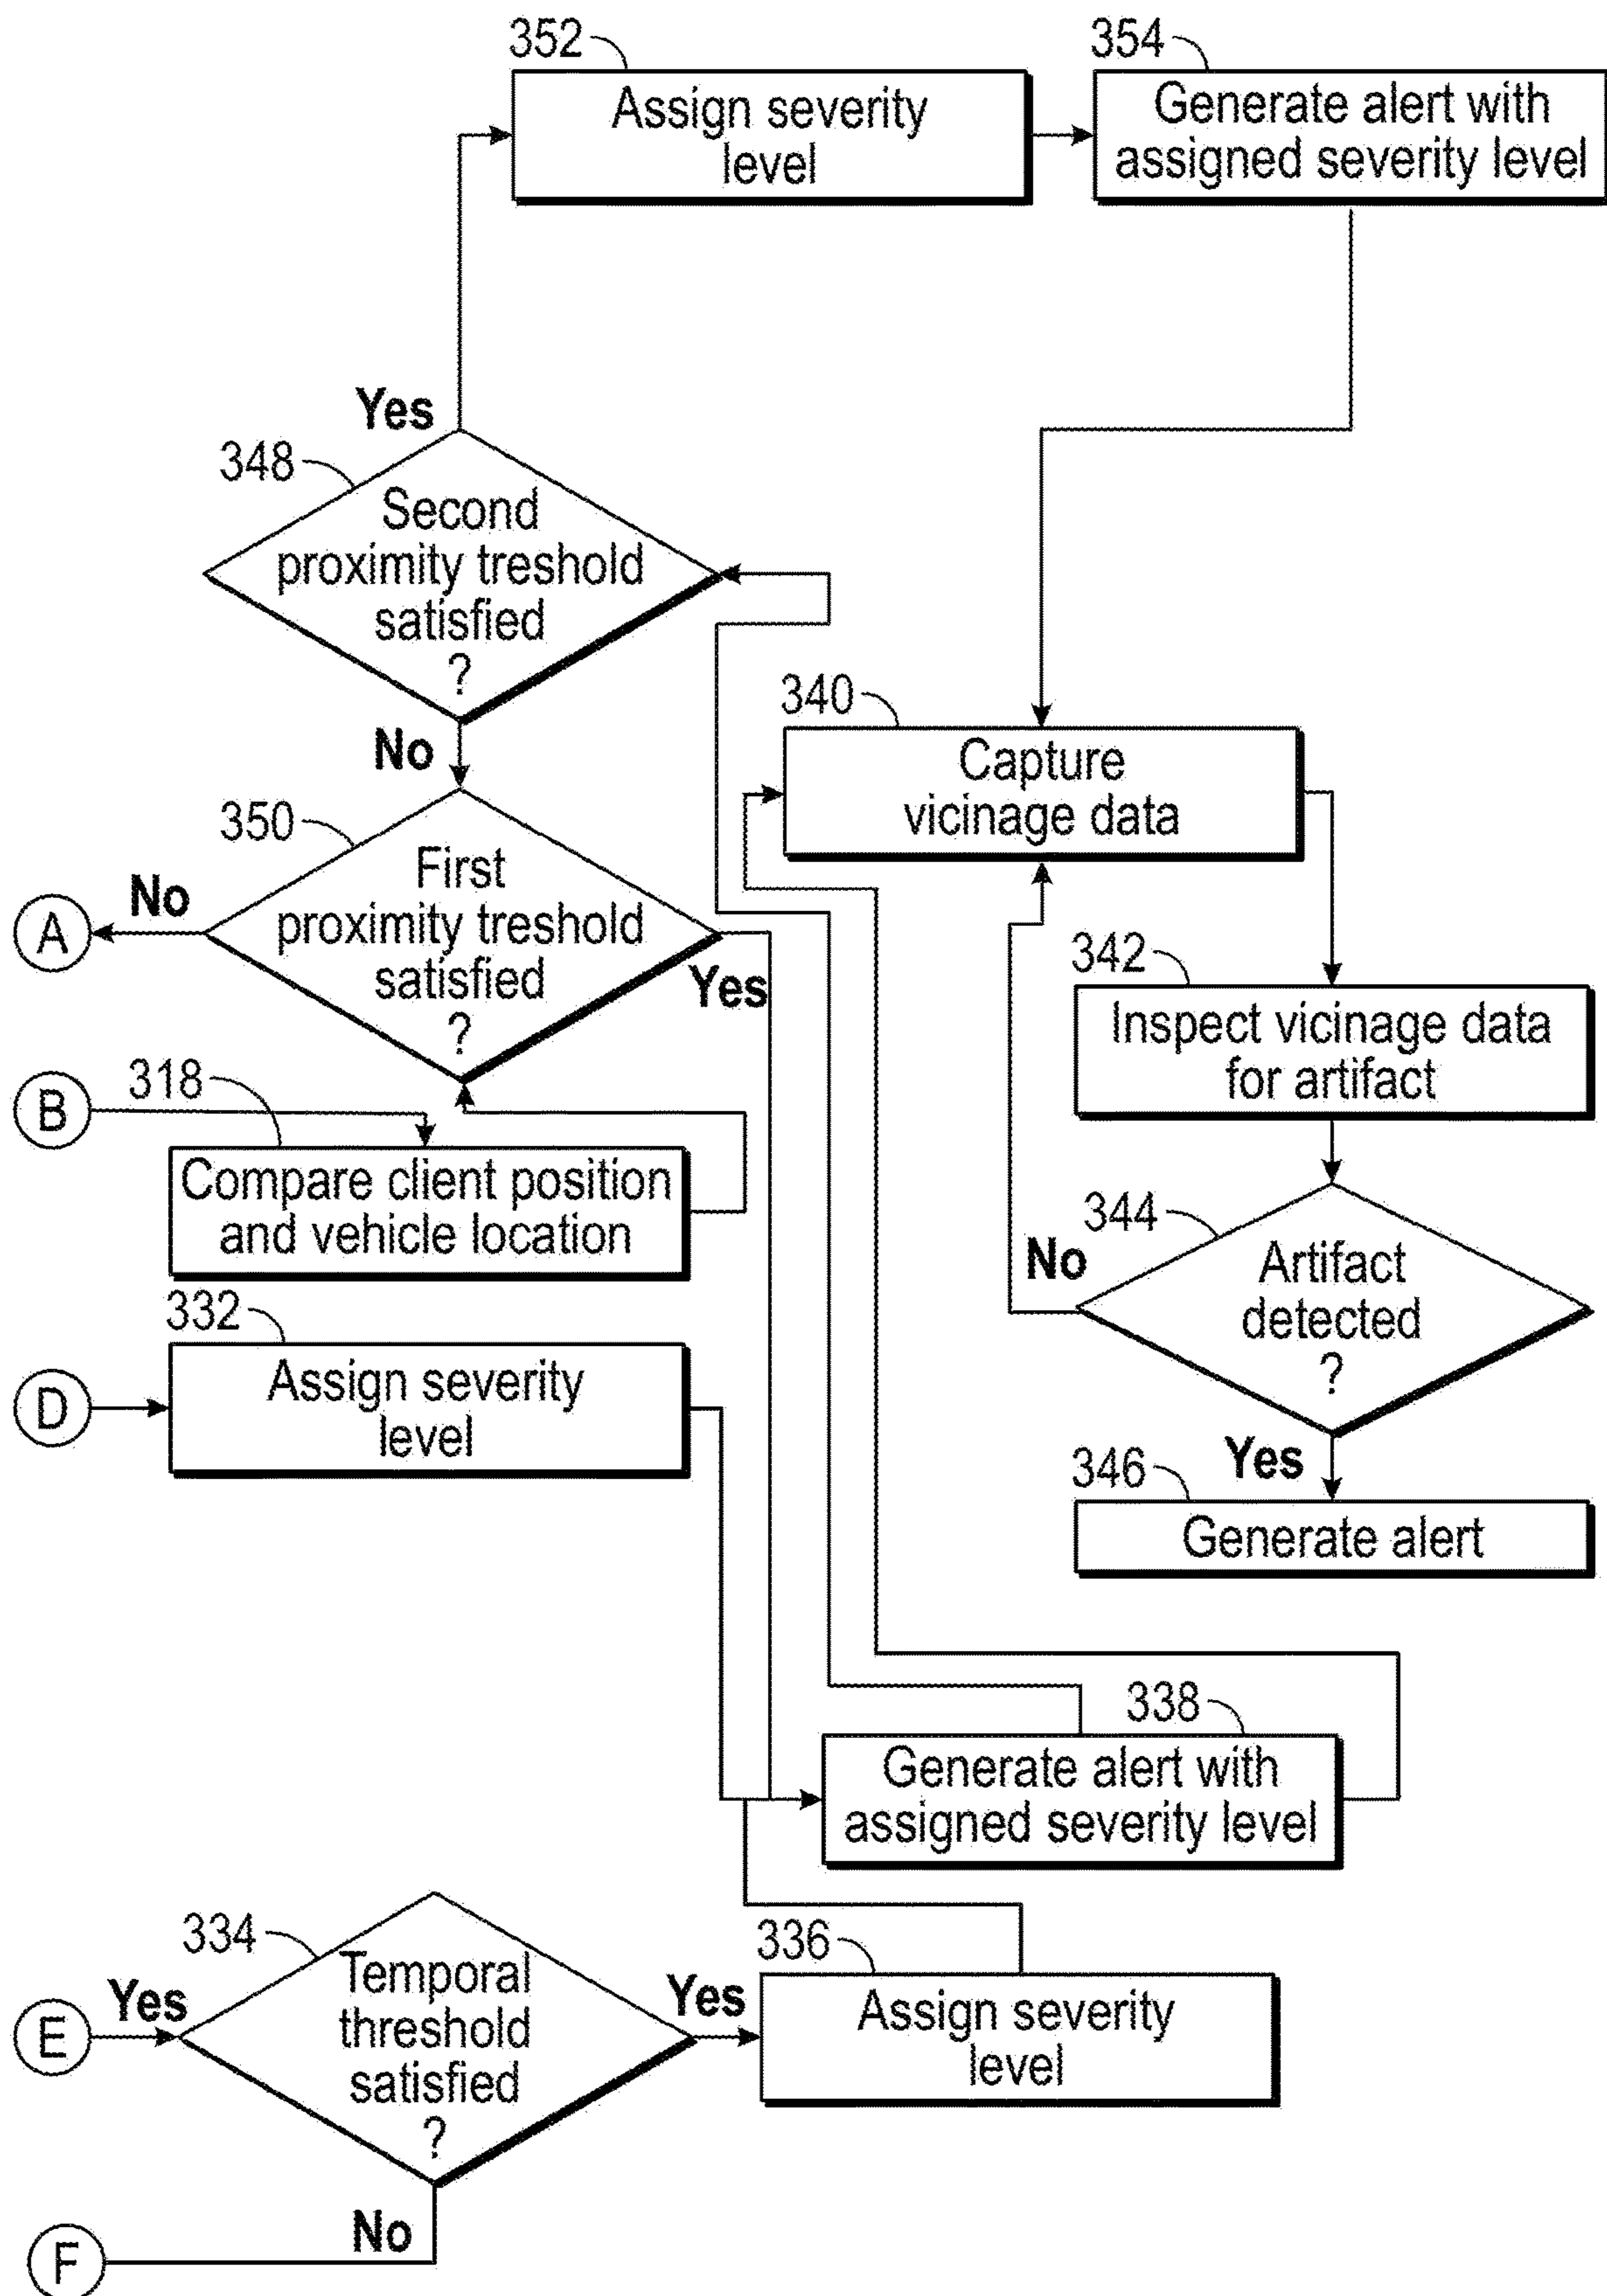 352
Assign severity
level
354
Generate alert with
assigned severity level
Yes
348
Second
proximity treshold
satisfied
?
No
340
Capture
vicinage data
350
First
proximity treshold
satisfied
?
No
A
Yes
342
Inspect vicinage data
for artifact
B
318
Compare client position
and vehicle location
344
Artifact
detected
?
No
Yes
332
Assign severity
level
D
346
Generate alert
338
Generate alert with
assigned severity level
334
Temporal
threshold
satisfied
?
E
Yes
Yes
336
Assign severity
level
No
F